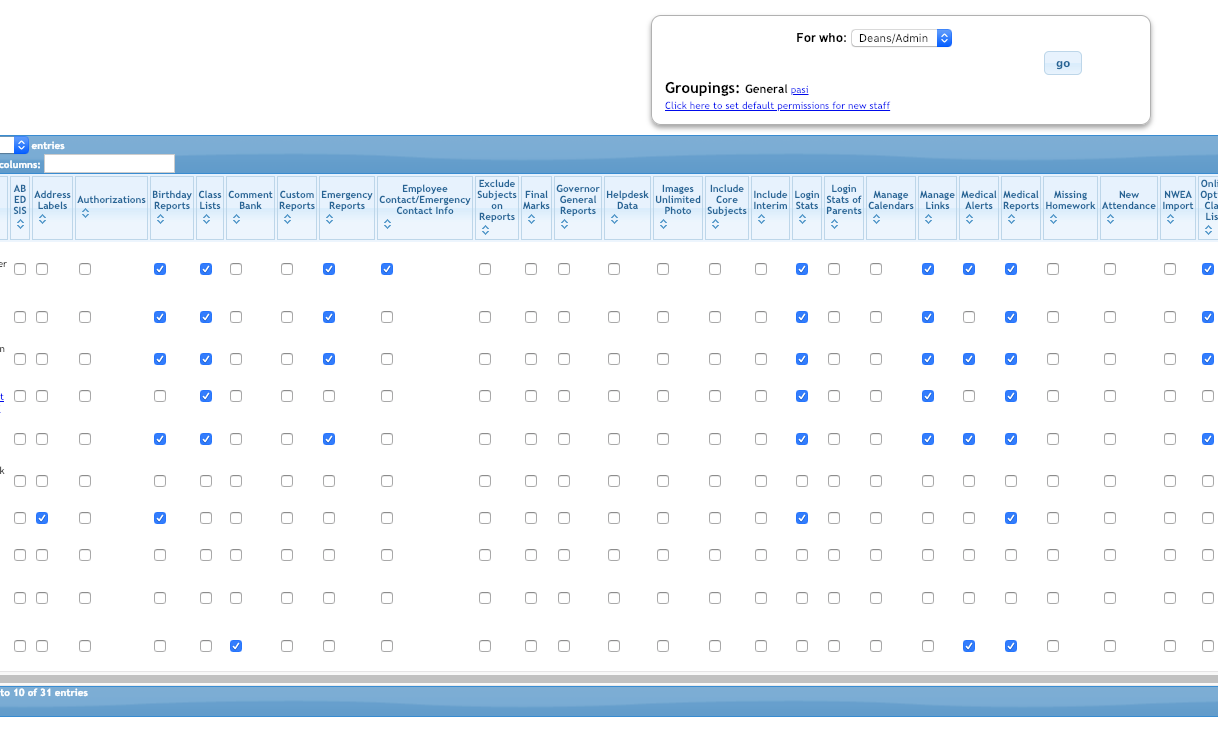 For who: Deans/Admin
go
Groupings: General pasi
Click here to set default permissions for new staff
entries
columns:
AB
ED
SIS
Address
Labels
Authorizations
Birthday
Reports
Class
Lists
Comment
Bank
Custom
Reports
Emergency
Reports
Employee
Contact/Emergency
Contact Info
Exclude
Subjects
on
Reports
Final
Marks
Governor
General
Reports
Helpdesk
Data
Images
Unlimited
Photo
Include
Core
Subjects
Include
Interim
Login
Stats
Login
Stats of
Parents
Manage
Calendars
Manage
Links
Medical
Alerts
Medical
Reports
Missing
Homework
New
Attendance
NWEA
Import
er
n
t
k
to 10 of 31 entries